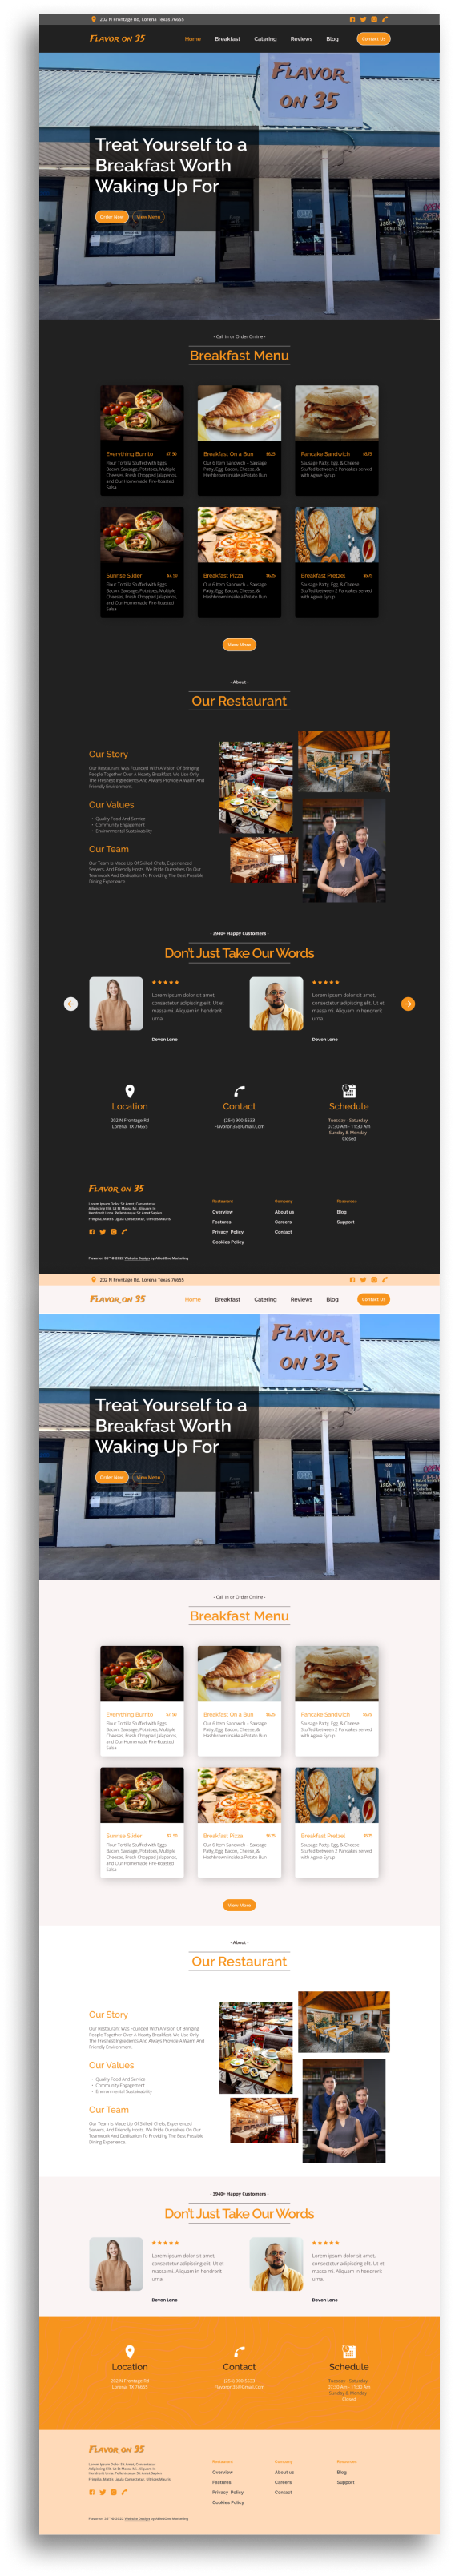 202 N Frontage Rd, Lorena Texas 76655
FLAVOR ON 35
Home Breakfast Catering Reviews Blog Contact Us
FLAVOR
ON 35
Treat Yourself to a
Breakfast Worth
Waking Up For
Order Now View Menu
- Call in or Order Online -
Breakfast Menu
Everything Burrito $7.50
Flour Tortilla Stuffed with Eggs,
Bacon, Sausage, Potatoes, Multiple
Cheeses, Fresh Chopped Jalapenos,
and Our Homemade Fire-Roasted
Salsa
Breakfast On a Bun $6.25
Our 6 Item Sandwich – Sausage
Patty, Egg, Bacon, Cheese, &
Hashbrown inside a Potato Bun
Pancake Sandwich $5.75
Sausage Patty, Egg, & Cheese
Stuffed between 2 Pancakes served
with Agave Syrup
Sunrise Slider $7.50
Flour Tortilla Stuffed with Eggs,
Bacon, Sausage, Potatoes, Multiple
Cheeses, Fresh Chopped Jalapenos,
and Our Homemade Fire-Roasted
Salsa
Breakfast Pizza $6.25
Our 6 Item Sandwich – Sausage
Patty, Egg, Bacon, Cheese, &
Hashbrown inside a Potato Bun
Breakfast Pretzel $5.75
Sausage Patty, Egg, & Cheese
Stuffed between 2 Pancakes served
with Agave Syrup
View More
- About -
Our Restaurant
Our Story
Our Restaurant Was Founded With A Vision Of Bringing
People Together Over A Hearty Breakfast. We Use Only
The Freshest Ingredients And Always Provide A Warm And
Friendly Environment.
Our Values
• Quality Food And Service
• Community Engagement
• Environmental Sustainability
Our Team
Our Team Is Made Up Of Skilled Chefs, Experienced
Servers, And Friendly Hosts. We Pride Ourselves On Our
Teamwork And Dedication To Providing The Best Possible
Dining Experience.
- 3940+ Happy Customers -
Don't Just Take Our Words
Lorem ipsum dolor sit amet,
consectetur adipiscing elit. Ut et
massa mi. Aliquam in hendrerit
urna.
Devon Lane
Lorem ipsum dolor sit amet,
consectetur adipiscing elit. Ut et
massa mi. Aliquam in hendrerit
urna.
Devon Lane
Location
202 N Frontage Rd
Lorena, TX 76655
Contact
(254) 900-5533
Flavoron35@Gmail.Com
Schedule
Tuesday - Saturday
07:30 Am - 11:30 Am
Sunday & Monday
Closed
FLAVOR ON 35
Lorem Ipsum Dolor Sit Amet, Consectetur
Adipiscing Elit. Ut Et Massa Mi. Aliquam In
Hendrerit Urna. Pellentesque Sit Amet Sapien
Fringilla, Mattis Ligula Consectetur, Ultrices Mauris
Restaurant
Overview
Features
Privacy Policy
Cookies Policy
Company
About us
Careers
Contact
Resources
Blog
Support
Flavor on 35™ © 2022 Website Design by AlleyOne Marketing
202 N Frontage Rd, Lorena Texas 76655
FLAVOR ON 35
Home Breakfast Catering Reviews Blog Contact Us
FLAVOR
ON 35
Treat Yourself to a
Breakfast Worth
Waking Up For
Order Now View Menu
- Call in or Order Online -
Breakfast Menu
Everything Burrito $7.50
Flour Tortilla Stuffed with Eggs,
Bacon, Sausage, Potatoes, Multiple
Cheeses, Fresh Chopped Jalapenos,
and Our Homemade Fire-Roasted
Salsa
Breakfast On a Bun $6.25
Our 6 Item Sandwich – Sausage
Patty, Egg, Bacon, Cheese, &
Hashbrown inside a Potato Bun
Pancake Sandwich $5.75
Sausage Patty, Egg, & Cheese
Stuffed between 2 Pancakes served
with Agave Syrup
Sunrise Slider $7.50
Flour Tortilla Stuffed with Eggs,
Bacon, Sausage, Potatoes, Multiple
Cheeses, Fresh Chopped Jalapenos,
and Our Homemade Fire-Roasted
Salsa
Breakfast Pizza $6.25
Our 6 Item Sandwich – Sausage
Patty, Egg, Bacon, Cheese, &
Hashbrown inside a Potato Bun
Breakfast Pretzel $5.75
Sausage Patty, Egg, & Cheese
Stuffed between 2 Pancakes served
with Agave Syrup
View More
- About -
Our Restaurant
Our Story
Our Restaurant Was Founded With A Vision Of Bringing
People Together Over A Hearty Breakfast. We Use Only
The Freshest Ingredients And Always Provide A Warm And
Friendly Environment.
Our Values
• Quality Food And Service
• Community Engagement
• Environmental Sustainability
Our Team
Our Team Is Made Up Of Skilled Chefs, Experienced
Servers, And Friendly Hosts. We Pride Ourselves On Our
Teamwork And Dedication To Providing The Best Possible
Dining Experience.
- 3940+ Happy Customers -
Don't Just Take Our Words
Lorem ipsum dolor sit amet,
consectetur adipiscing elit. Ut et
massa mi. Aliquam in hendrerit
urna.
Devon Lane
Lorem ipsum dolor sit amet,
consectetur adipiscing elit. Ut et
massa mi. Aliquam in hendrerit
urna.
Devon Lane
Location
202 N Frontage Rd
Lorena, TX 76655
Contact
(254) 900-5533
Flavoron35@Gmail.Com
Schedule
Tuesday - Saturday
07:30 Am - 11:30 Am
Sunday & Monday
Closed
FLAVOR ON 35
Lorem Ipsum Dolor Sit Amet, Consectetur
Adipiscing Elit. Ut Et Massa Mi. Aliquam In
Hendrerit Urna. Pellentesque Sit Amet Sapien
Fringilla, Mattis Ligula Consectetur, Ultrices Mauris
Restaurant
Overview
Features
Privacy Policy
Cookies Policy
Company
About us
Careers
Contact
Resources
Blog
Support
Flavor on 35™ © 2022 Website Design by AlleyOne Marketing